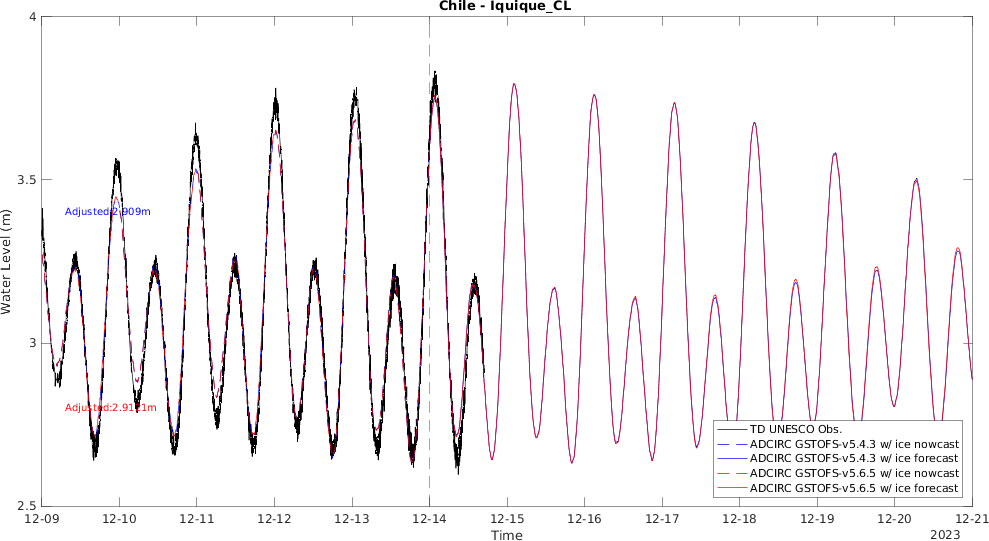 Chile - Iquique_CL
4
3.5
3
2.5
Water Level (m)
Adjusted:2.909m
Adjusted:2.9121m
TD UNESCO Obs.
ADCIRC GSTOFS-v5.4.3 w/ ice nowcast
ADCIRC GSTOFS-v5.4.3 w/ ice forecast
ADCIRC GSTOFS-v5.6.5 w/ ice nowcast
ADCIRC GSTOFS-v5.6.5 w/ ice forecast
12-09 12-10 12-11 12-12 12-13 12-14 12-15 12-16 12-17 12-18 12-19 12-20 12-21
Time
2023